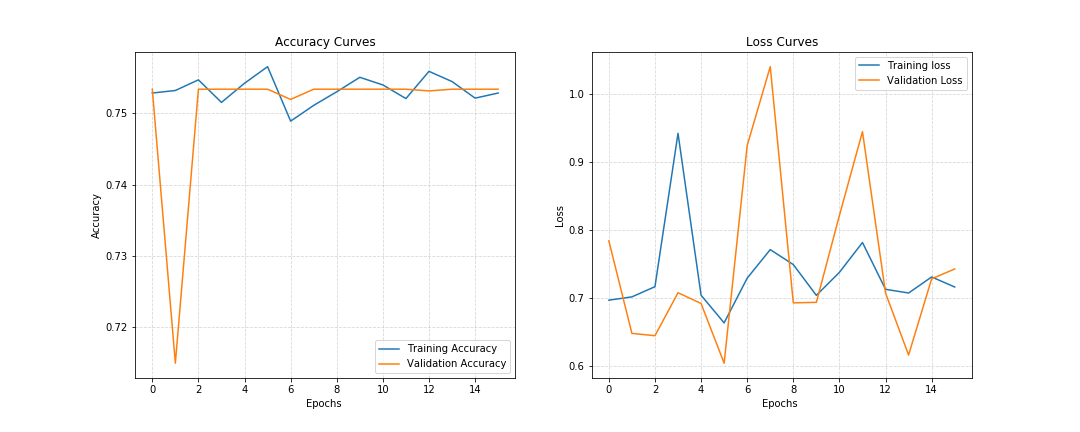 Accuracy Curves
Accuracy
0.75
0.74
0.73
0.72
0 2 4 6 8 10 12 14
Epochs
Training Accuracy
Validation Accuracy
Loss Curves
Loss
1.0
0.9
0.8
0.7
0.6
0 2 4 6 8 10 12 14
Epochs
Training loss
Validation Loss